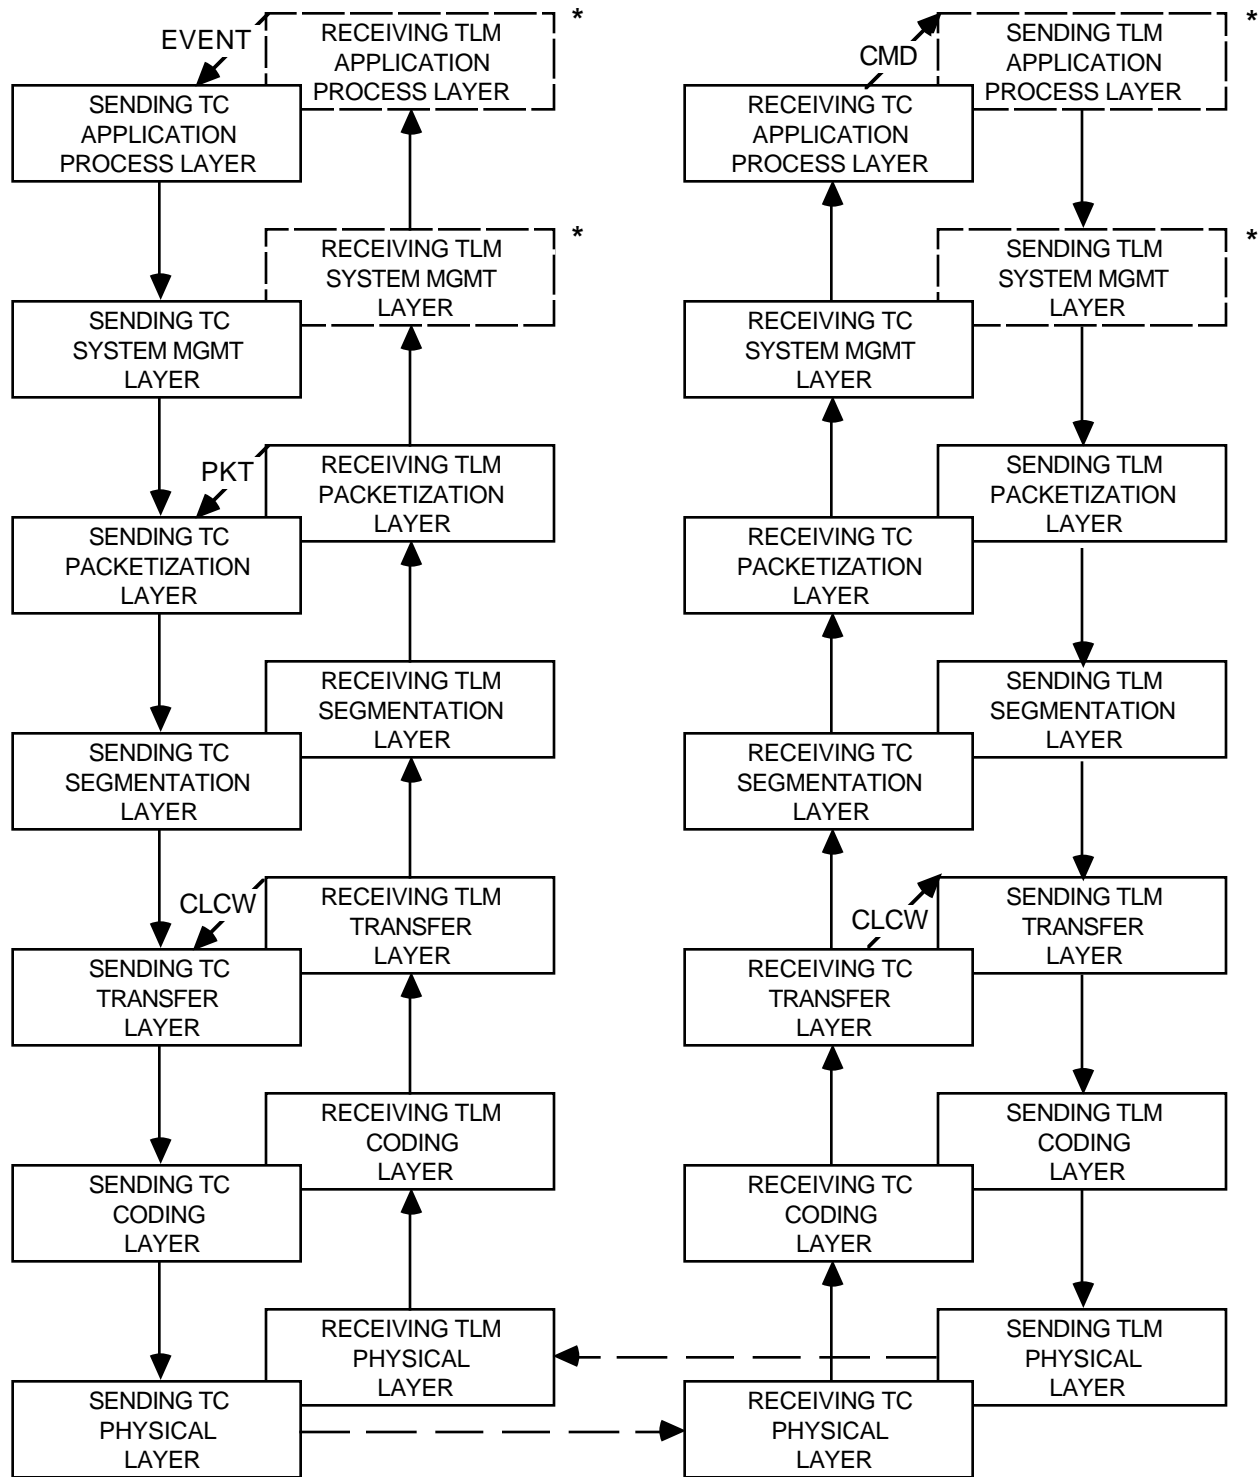 EVENT
RECEIVING TLM
APPLICATION
PROCESS LAYER
*
SENDING TC
APPLICATION
PROCESS LAYER
RECEIVING TLM
SYSTEM MGMT
LAYER
*
SENDING TC
SYSTEM MGMT
LAYER
PKT
RECEIVING TLM
PACKETIZATION
LAYER
SENDING TC
PACKETIZATION
LAYER
RECEIVING TLM
SEGMENTATION
LAYER
SENDING TC
SEGMENTATION
LAYER
CLCW
RECEIVING TLM
TRANSFER
LAYER
SENDING TC
TRANSFER
LAYER
RECEIVING TLM
CODING
LAYER
SENDING TC
CODING
LAYER
RECEIVING TLM
PHYSICAL
LAYER
SENDING TC
PHYSICAL
LAYER
CMD
SENDING TLM
APPLICATION
PROCESS LAYER
*
RECEIVING TC
APPLICATION
PROCESS LAYER
SENDING TLM
SYSTEM MGMT
LAYER
*
RECEIVING TC
SYSTEM MGMT
LAYER
SENDING TLM
PACKETIZATION
LAYER
RECEIVING TC
PACKETIZATION
LAYER
SENDING TLM
SEGMENTATION
LAYER
RECEIVING TC
SEGMENTATION
LAYER
CLCW
SENDING TLM
TRANSFER
LAYER
RECEIVING TC
TRANSFER
LAYER
SENDING TLM
CODING
LAYER
RECEIVING TC
CODING
LAYER
SENDING TLM
PHYSICAL
LAYER
RECEIVING TC
PHYSICAL
LAYER